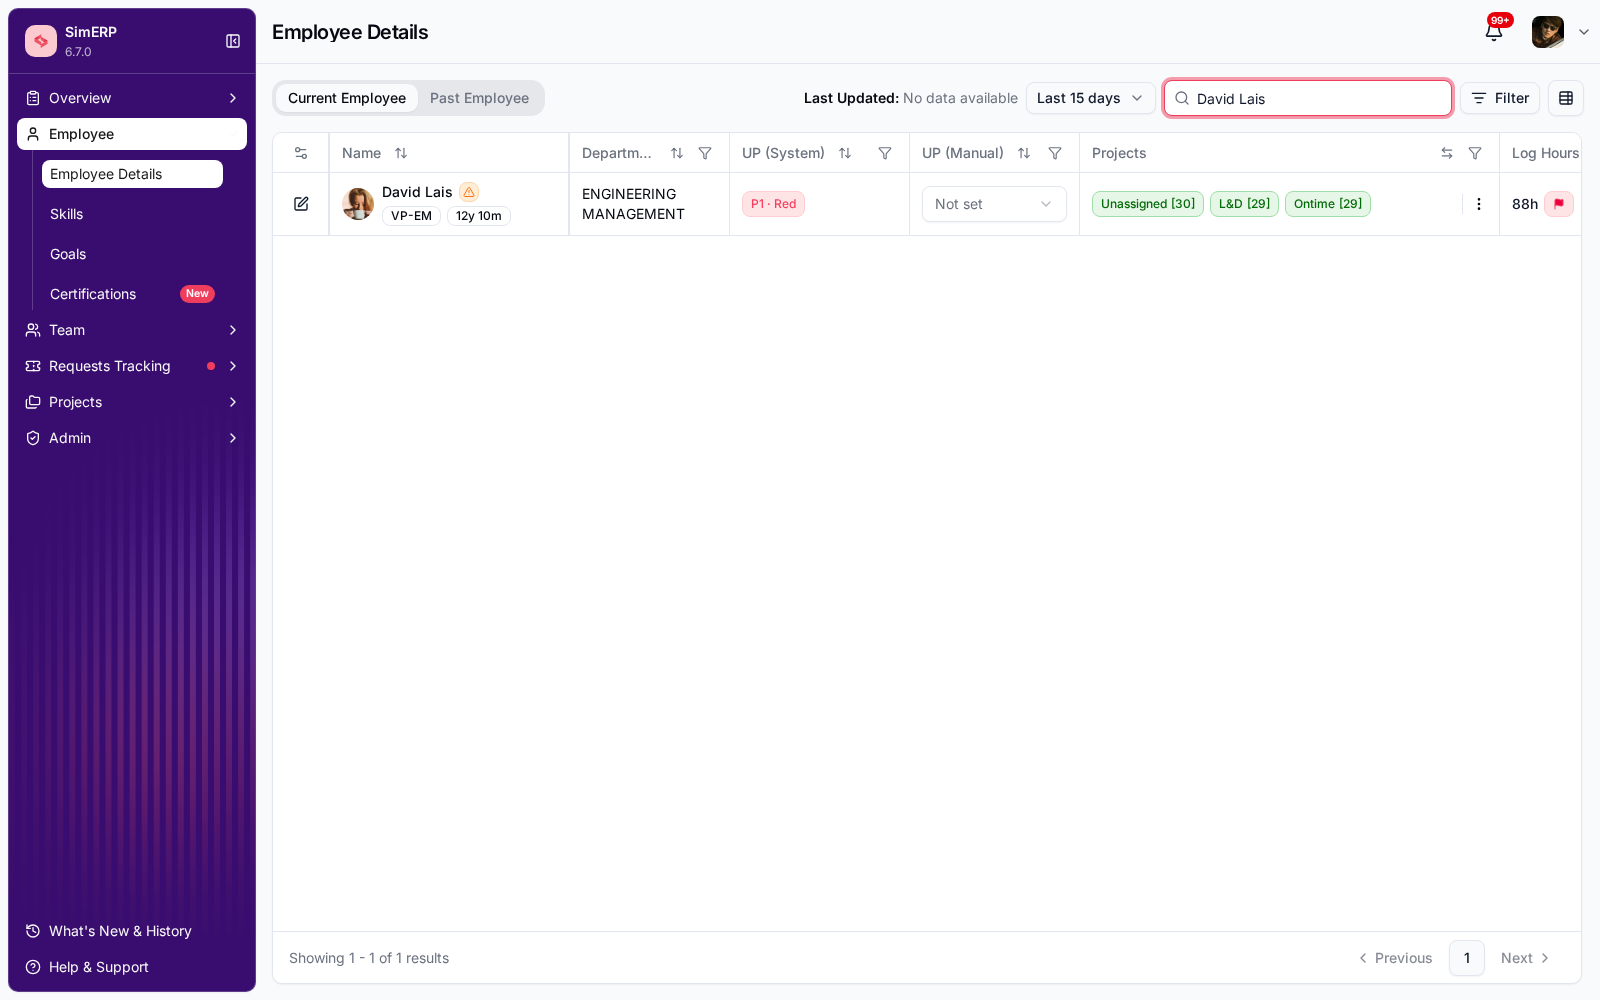 SimERP
6.7.0
Overview
Employee
Employee Details
Skills
Goals
Certifications New
Team
Requests Tracking
Projects
Admin
What's New & History
Help & Support
Employee Details
99+
Current Employee Past Employee
Last Updated: No data available
Last 15 days
David Lais
Filter
Name Departm... UP (System) UP (Manual) Projects Log Hours
David Lais
VP-EM 12y 10m
ENGINEERING
MANAGEMENT
P1 · Red
Not set
Unassigned [30] L&D [29] Ontime [29]
88h
Showing 1 - 1 of 1 results
Previous 1 Next